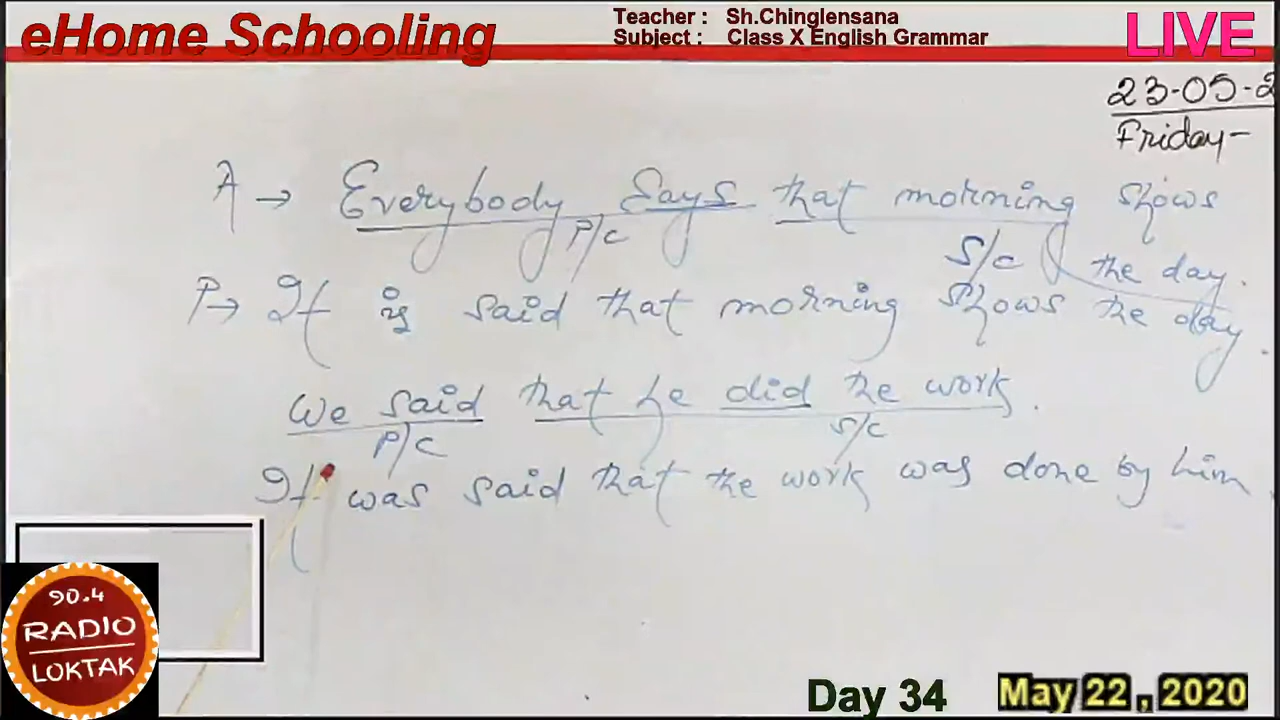 eHome Schooling
Teacher : Sh.Chinglensana
Subject : Class X English Grammar
LIVE
23-05-2
Friday-
A → Everybody says that morning shows
P/C
S/C the day.
P→ It is said that morning shows the day
We said that he did the work.
P/C S/C
It was said that the work was done by him
90.4
RADIO
LOKTAK
Day 34
May 22 , 2020